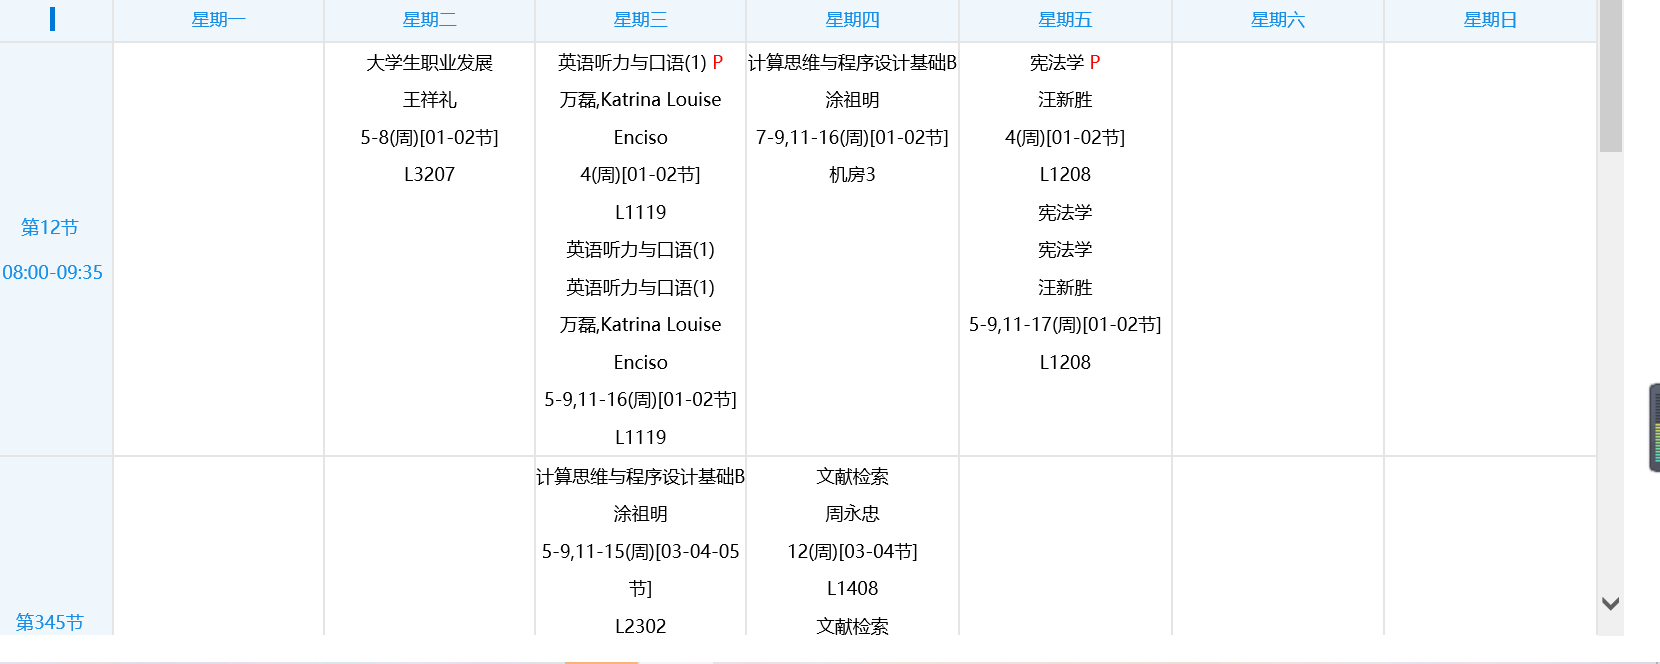 星期一 星期二 星期三 星期四 星期五 星期六 星期日
第12节
08:00-09:35
大学生职业发展
王祥礼
5-8(周)[01-02节]
L3207
英语听力与口语(1) P
万磊,Katrina Louise
Enciso
4(周)[01-02节]
L1119
英语听力与口语(1)
英语听力与口语(1)
万磊,Katrina Louise
Enciso
5-9,11-16(周)[01-02节]
L1119
计算思维与程序设计基础B
涂祖明
7-9,11-16(周)[01-02节]
机房3
宪法学 P
汪新胜
4(周)[01-02节]
L1208
宪法学
宪法学
汪新胜
5-9,11-17(周)[01-02节]
L1208
第345节
计算思维与程序设计基础B
涂祖明
5-9,11-15(周)[03-04-05
节]
L2302
文献检索
周永忠
12(周)[03-04节]
L1408
文献检索